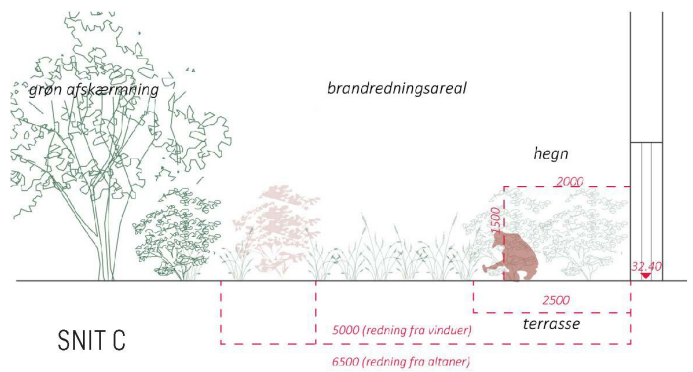 grøn afskærmning
brandredningsareal
hegn
2000
1500
32.40
2500
terrasse
5000 (redning fra vinduer)
SNIT C
6500 (redning fra altaner)